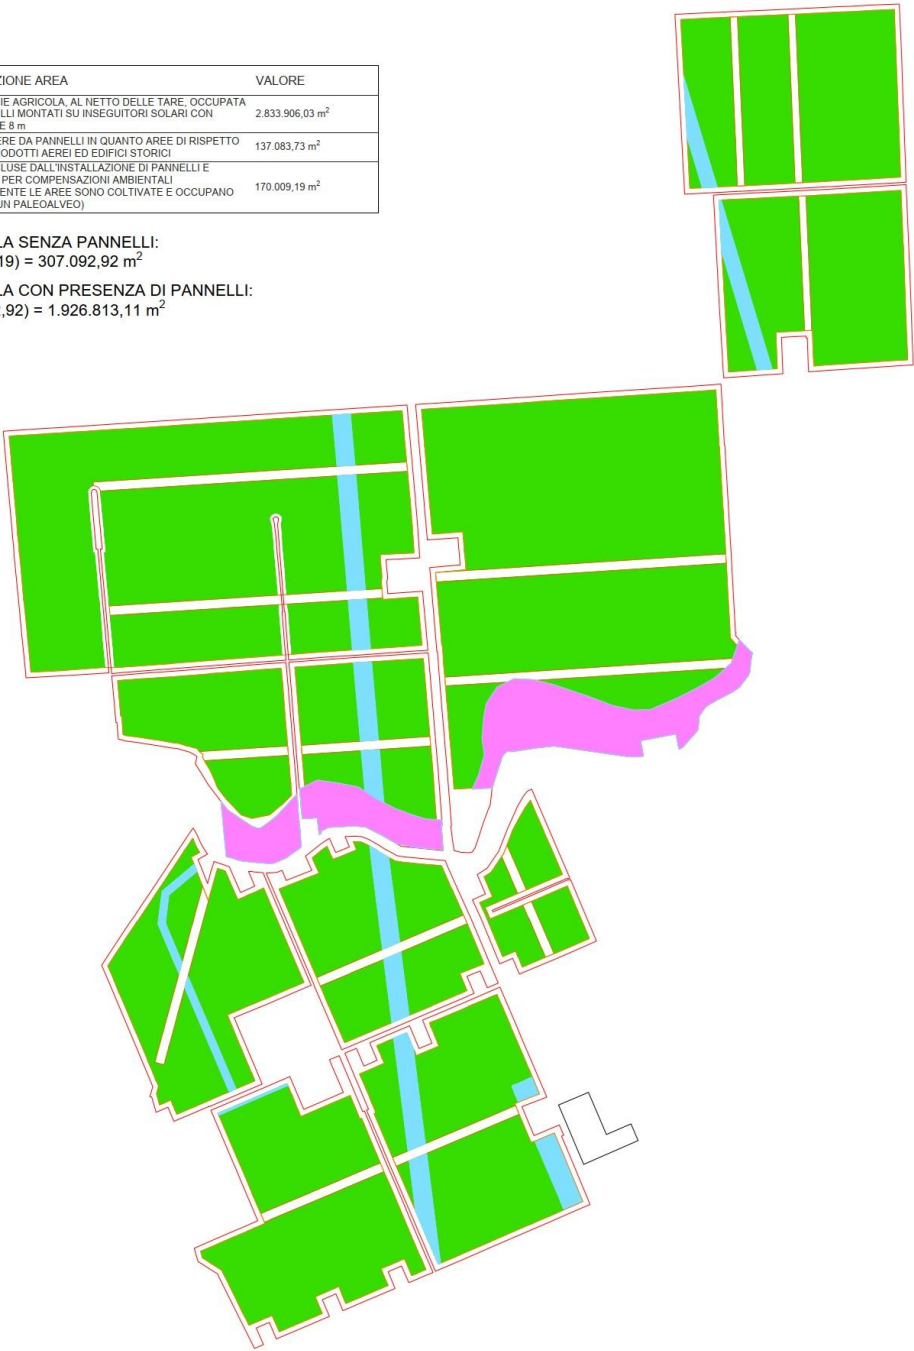 ZIONE AREA VALORE
IE AGRICOLA, AL NETTO DELLE TARE, OCCUPATA
LLI MONTATI SU INSEGUITORI SOLARI CON
E 8 m
2.833.906,03 m²
ERE DA PANNELLI IN QUANTO AREE DI RISPETTO
ODOTTI AEREI ED EDIFICI STORICI
137.083,73 m²
LUSE DALL'INSTALLAZIONE DI PANNELLI E
PER COMPENSAZIONI AMBIENTALI
ENTE LE AREE SONO COLTIVATE E OCCUPANO
UN PALEOALVEO)
170.009,19 m²
LA SENZA PANNELLI:
19) = 307.092,92 m²
LA CON PRESENZA DI PANNELLI:
,92) = 1.926.813,11 m²